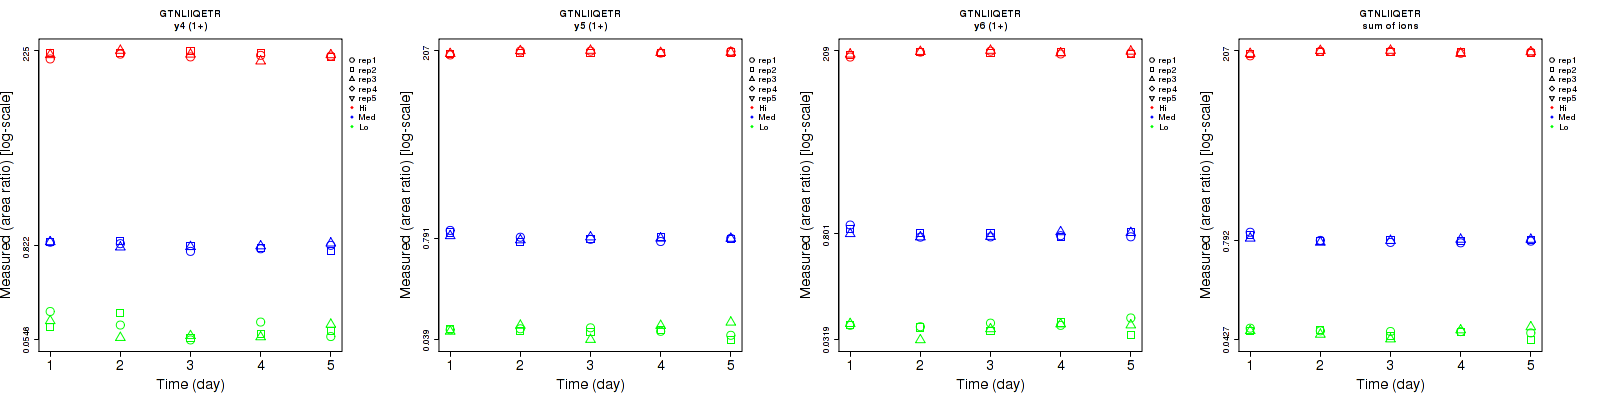 GTNLIIQETR
y4 (1+)
Measured (area ratio) [log-scale]
225
0.822
0.0546
1 2 3 4 5
Time (day)
rep1
rep2
rep3
rep4
rep5
Hi
Med
Lo
GTNLIIQETR
y5 (1+)
Measured (area ratio) [log-scale]
207
0.791
0.039
1 2 3 4 5
Time (day)
rep1
rep2
rep3
rep4
rep5
Hi
Med
Lo
GTNLIIQETR
y6 (1+)
Measured (area ratio) [log-scale]
209
0.801
0.0319
1 2 3 4 5
Time (day)
rep1
rep2
rep3
rep4
rep5
Hi
Med
Lo
GTNLIIQETR
sum of ions
Measured (area ratio) [log-scale]
207
0.792
0.0427
1 2 3 4 5
Time (day)
rep1
rep2
rep3
rep4
rep5
Hi
Med
Lo